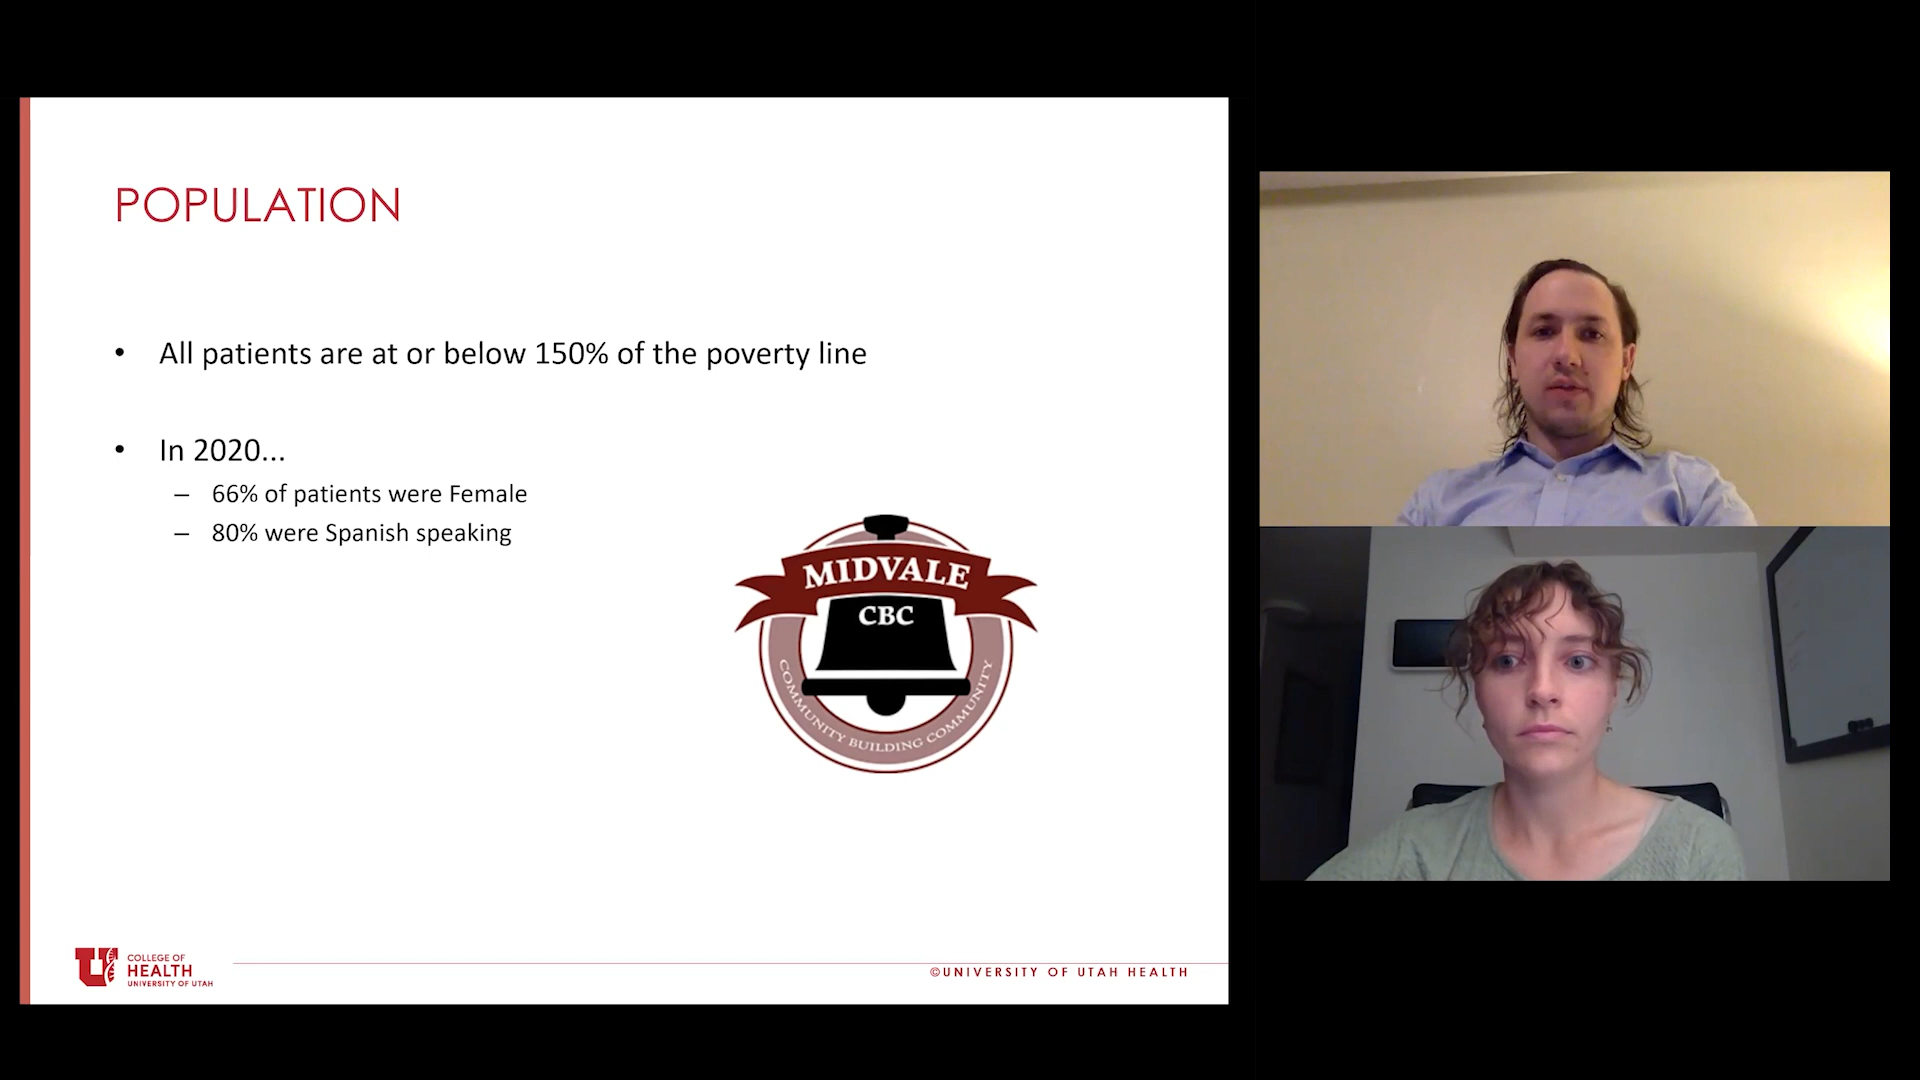 POPULATION
• All patients are at or below 150% of the poverty line
• In 2020...
– 66% of patients were Female
– 80% were Spanish speaking
MIDVALE
CBC
COMMUNITY BUILDING COMMUNITY
COLLEGE OF
HEALTH
UNIVERSITY OF UTAH
©UNIVERSITY OF UTAH HEALTH